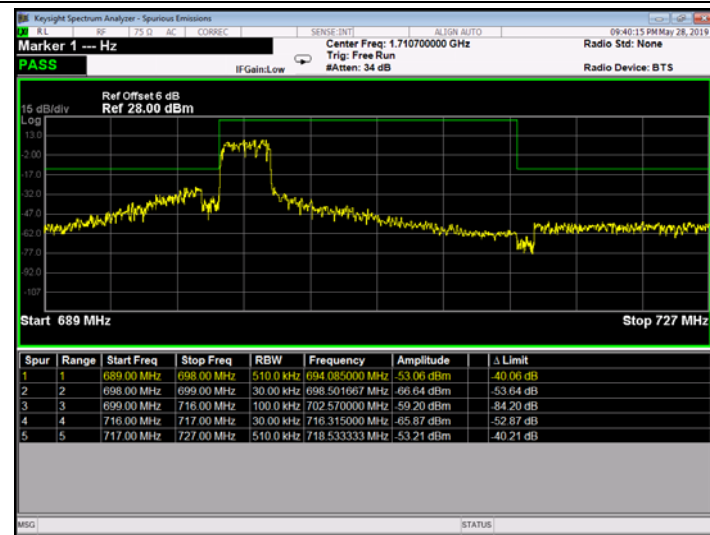 Keysight Spectrum Analyzer - Spurious Emissions
RL RF 75 Ω AC CORREC SENSE:INT ALIGN AUTO 09:40:15 PM May 28, 2019
Marker 1 --- Hz Center Freq: 1.710700000 GHz Radio Std: None
Trig: Free Run
PASS IFGain:Low #Atten: 34 dB Radio Device: BTS
Ref Offset 6 dB
15 dB/div Ref 28.00 dBm
Log
13.0
-2.00
-17.0
-32.0
-47.0
-62.0
-77.0
-92.0
-107
Start 689 MHz Stop 727 MHz
Spur Range Start Freq Stop Freq RBW Frequency Amplitude Δ Limit
1 1 689.00 MHz 698.00 MHz 510.0 kHz 694.085000 MHz -53.06 dBm -40.06 dB
2 2 698.00 MHz 699.00 MHz 30.00 kHz 698.501667 MHz -66.64 dBm -53.64 dB
3 3 699.00 MHz 716.00 MHz 100.0 kHz 702.570000 MHz -59.20 dBm -84.20 dB
4 4 716.00 MHz 717.00 MHz 30.00 kHz 716.315000 MHz -65.87 dBm -52.87 dB
5 5 717.00 MHz 727.00 MHz 510.0 kHz 718.533333 MHz -53.21 dBm -40.21 dB
MSG STATUS